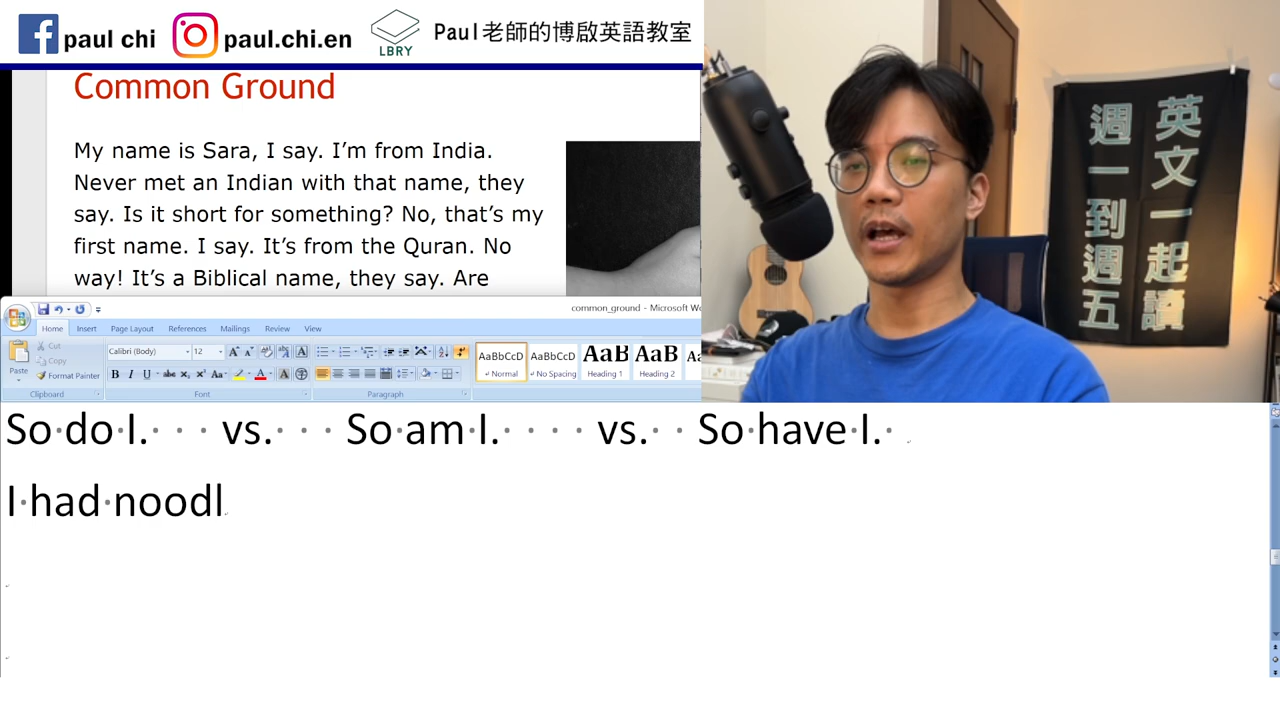 paul chi
paul.chi.en
LBRY
Paul老師的博啟英語教室
Common Ground
My name is Sara, I say. I’m from India.
Never met an Indian with that name, they
say. Is it short for something? No, that’s my
first name. I say. It’s from the Quran. No
way! It’s a Biblical name, they say. Are
英文一起讀
週一到週五
common_ground - Microsoft Wo
Home Insert Page Layout References Mailings Review View
Paste
Cut
Copy
Format Painter
Clipboard
Calibri (Body) 12
Font
Paragraph
AaBbCcD AaBbCcD AaBb AaBb Aa
Normal No Spacing Heading 1 Heading 2
So·do·I.· · · vs.· · · So·am·I.· · · · vs.· · So·have·I.·
I·had·noodl